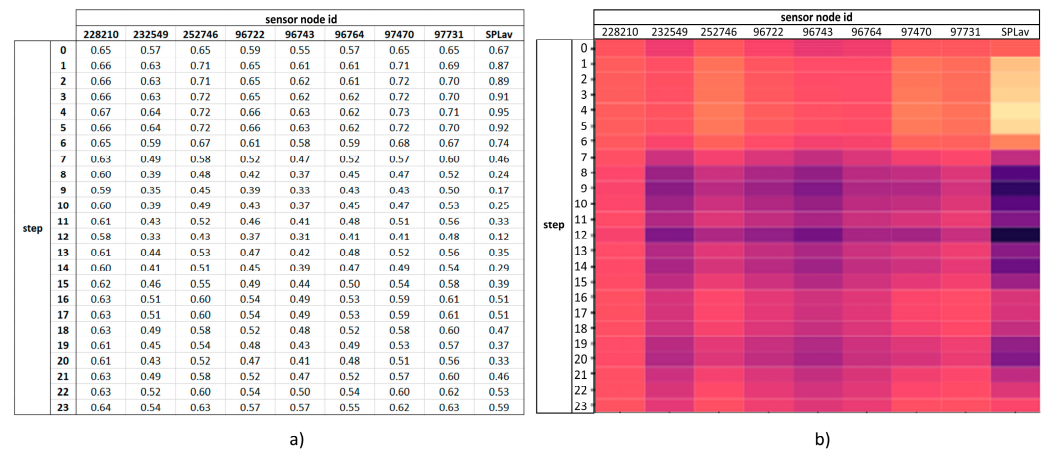 sensor node id
228210 232549 252746 96722 96743 96764 97470 97731 SPLav
0 0.65 0.57 0.65 0.59 0.55 0.57 0.65 0.65 0.67
1 0.66 0.63 0.71 0.65 0.61 0.61 0.71 0.69 0.87
2 0.66 0.63 0.71 0.65 0.62 0.61 0.72 0.70 0.89
3 0.66 0.63 0.72 0.65 0.62 0.62 0.72 0.70 0.91
4 0.67 0.64 0.72 0.66 0.63 0.62 0.73 0.71 0.95
5 0.66 0.64 0.72 0.66 0.63 0.62 0.72 0.70 0.92
6 0.65 0.59 0.67 0.61 0.58 0.59 0.68 0.67 0.74
7 0.63 0.49 0.58 0.52 0.47 0.52 0.57 0.60 0.46
8 0.60 0.39 0.48 0.42 0.37 0.45 0.47 0.52 0.24
9 0.59 0.35 0.45 0.39 0.33 0.43 0.43 0.50 0.17
10 0.60 0.39 0.49 0.43 0.37 0.45 0.47 0.53 0.25
11 0.61 0.43 0.52 0.46 0.41 0.48 0.51 0.56 0.33
step
12 0.58 0.33 0.43 0.37 0.31 0.41 0.41 0.48 0.12
13 0.61 0.44 0.53 0.47 0.42 0.48 0.52 0.56 0.35
14 0.60 0.41 0.51 0.45 0.39 0.47 0.49 0.54 0.29
15 0.62 0.46 0.55 0.49 0.44 0.50 0.54 0.58 0.39
16 0.63 0.51 0.60 0.54 0.49 0.53 0.59 0.61 0.51
17 0.63 0.51 0.60 0.54 0.49 0.53 0.59 0.61 0.51
18 0.63 0.49 0.58 0.52 0.48 0.52 0.58 0.60 0.47
19 0.61 0.45 0.54 0.48 0.43 0.49 0.53 0.57 0.37
20 0.61 0.43 0.52 0.47 0.41 0.48 0.51 0.56 0.33
21 0.63 0.49 0.58 0.52 0.47 0.52 0.57 0.60 0.46
22 0.63 0.52 0.60 0.54 0.50 0.54 0.60 0.62 0.53
23 0.64 0.54 0.63 0.57 0.57 0.55 0.62 0.63 0.59
a)
sensor node id
228210 232549 252746 96722 96743 96764 97470 97731 SPLav
0
1
2
3
4
5
6
7
8
9
10
11
step
12
13
14
15
16
17
18
19
20
21
22
23
b)